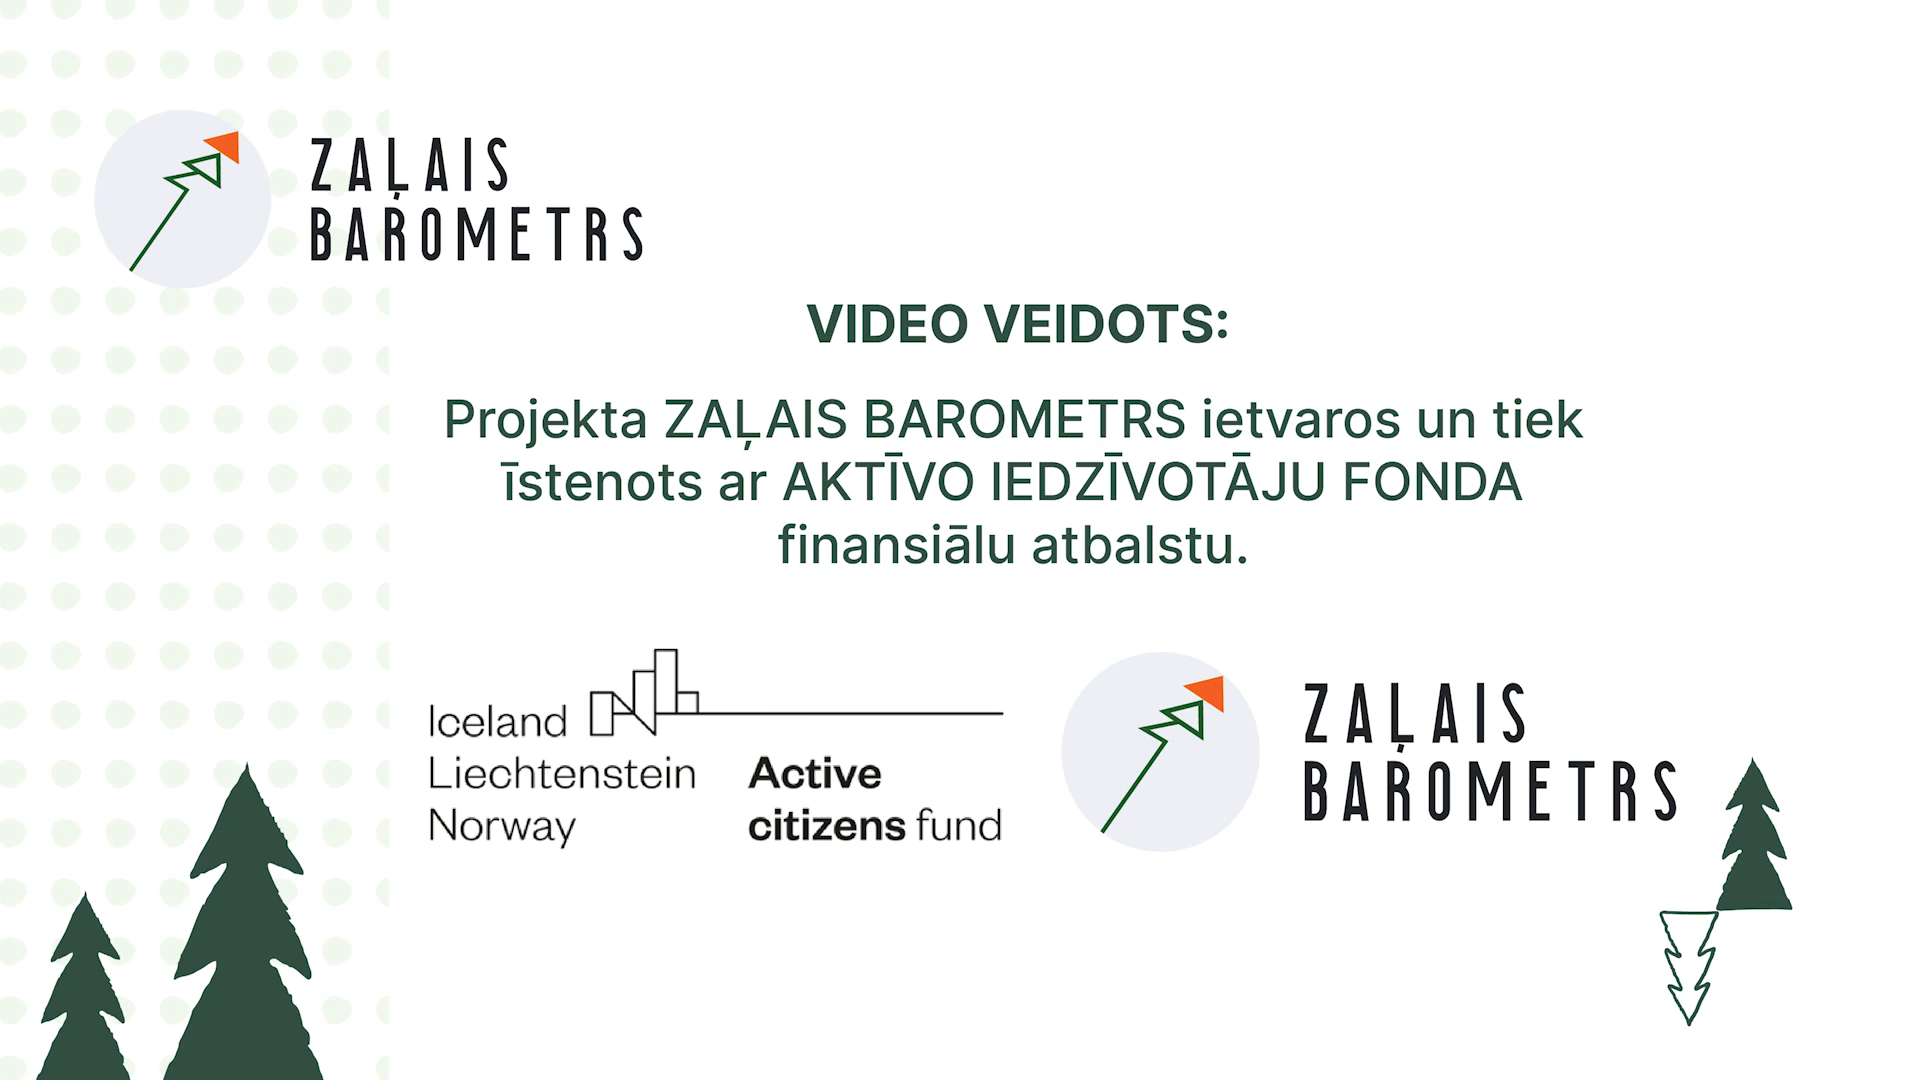 ZAĻAIS
BAROMETRS
VIDEO VEIDOTS:
Projekta ZAĻAIS BAROMETRS ietvaros un tiek
īstenots ar AKTĪVO IEDZĪVOTĀJU FONDA
finansiālu atbalstu.
Iceland
Liechtenstein
Norway
Active
citizens fund
ZAĻAIS
BAROMETRS